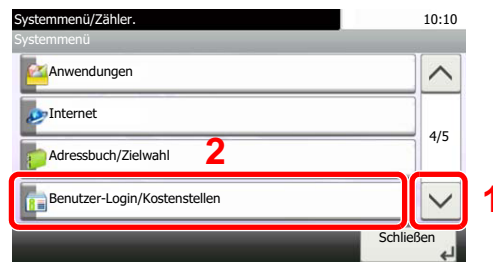 Systemmenü/Zähler.
10:10
Systemmenü
Anwendungen
Internet
4/5
Adressbuch/Zielwahl
2
Benutzer-Login/Kostenstellen
1
Schließen